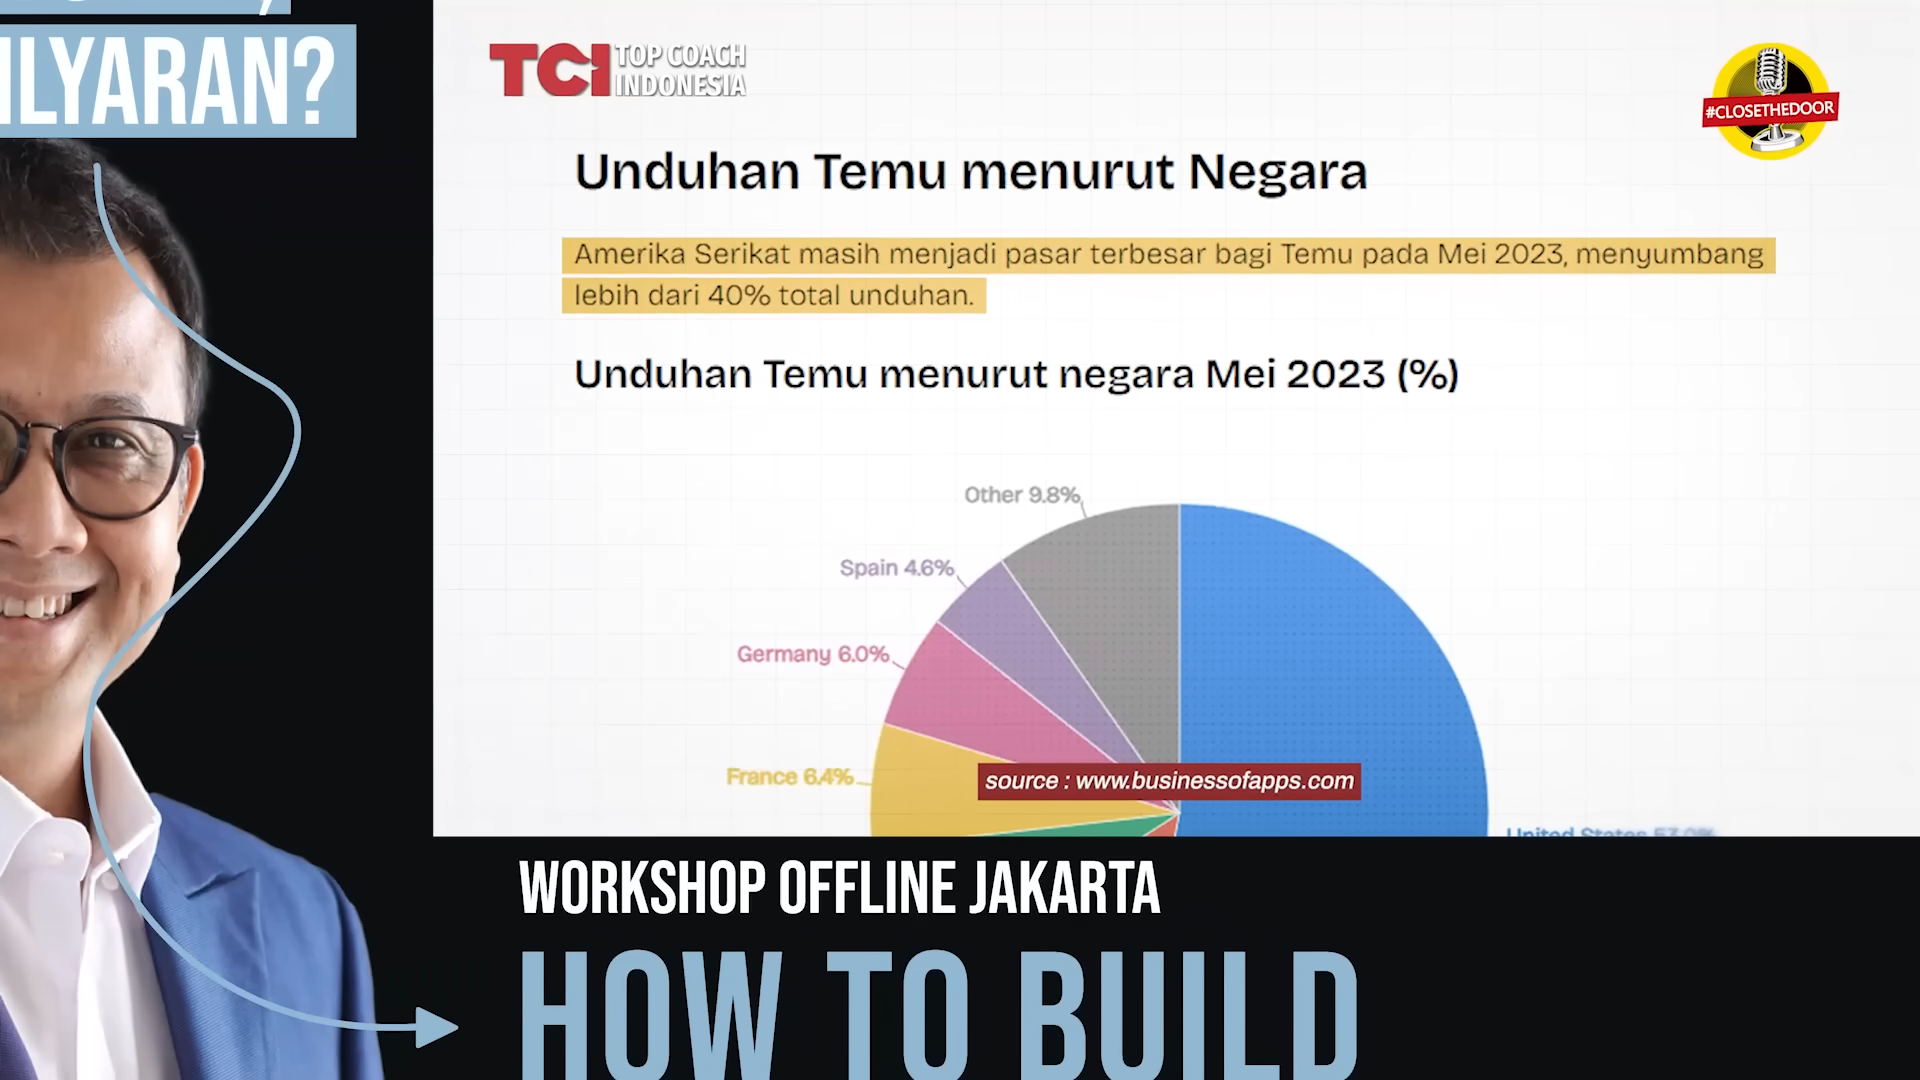 ILYARAN?
TCI TOP COACH
INDONESIA
#CLOSETHEDOOR
Unduhan Temu menurut Negara
Amerika Serikat masih menjadi pasar terbesar bagi Temu pada Mei 2023, menyumbang
lebih dari 40% total unduhan.
Unduhan Temu menurut negara Mei 2023 (%)
Other 9.8%
Spain 4.6%
Germany 6.0%
France 6.4%
source : www.businessofapps.com
United States
WORKSHOP OFFLINE JAKARTA
HOW TO BUILD